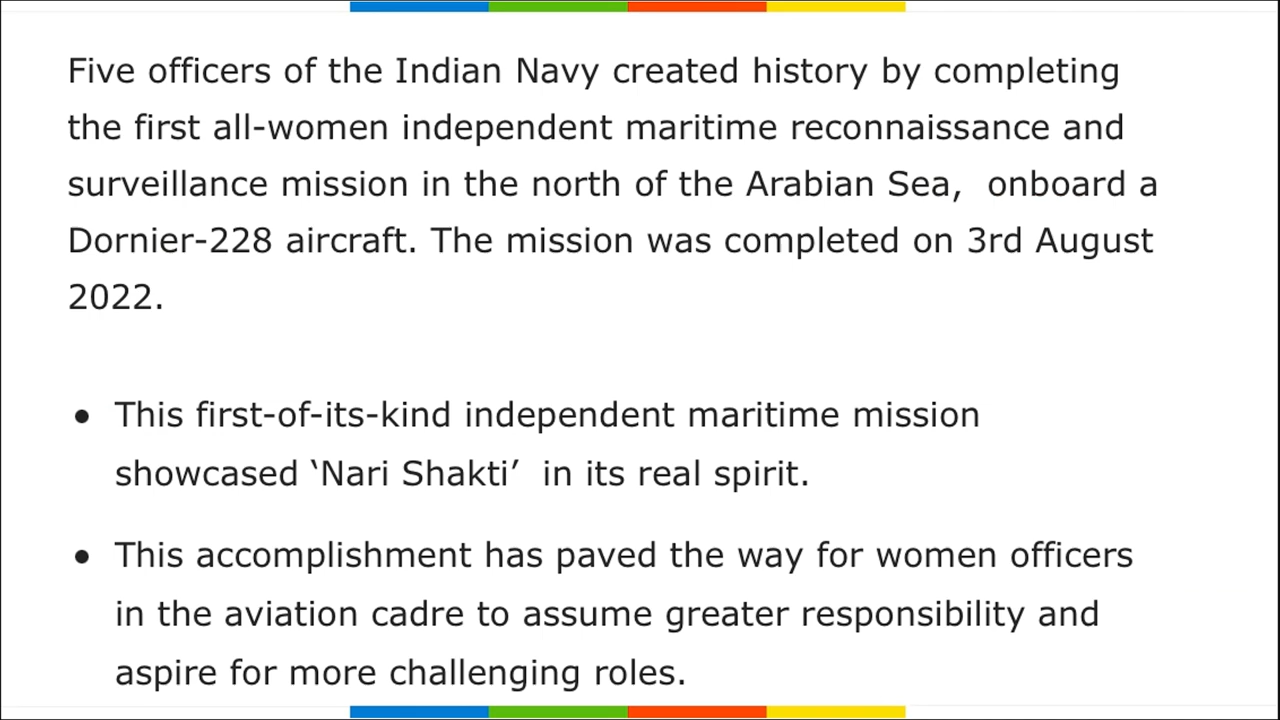 Five officers of the Indian Navy created history by completing
the first all-women independent maritime reconnaissance and
surveillance mission in the north of the Arabian Sea,  onboard a
Dornier-228 aircraft. The mission was completed on 3rd August
2022.
• This first-of-its-kind independent maritime mission
showcased ‘Nari Shakti’  in its real spirit.
• This accomplishment has paved the way for women officers
in the aviation cadre to assume greater responsibility and
aspire for more challenging roles.